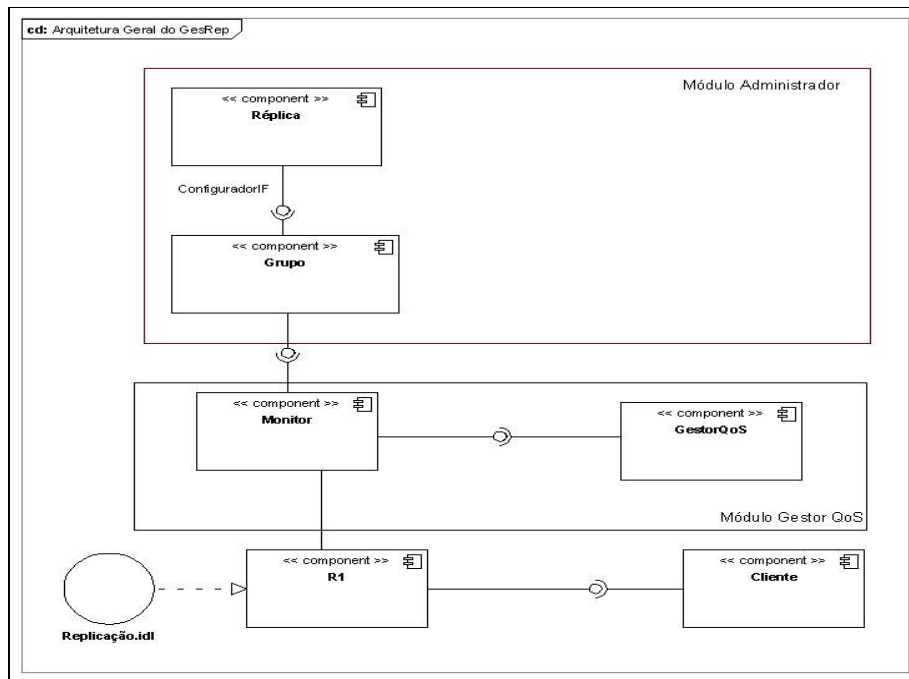 cd: Arquitetura Geral do GesRep
Módulo Administrador
<< component >>
Réplica
ConfiguradorIF
<< component >>
Grupo
<< component >>
Monitor
<< component >>
GestorQoS
Módulo Gestor QoS
<< component >>
R1
<< component >>
Cliente
Replicação.idl